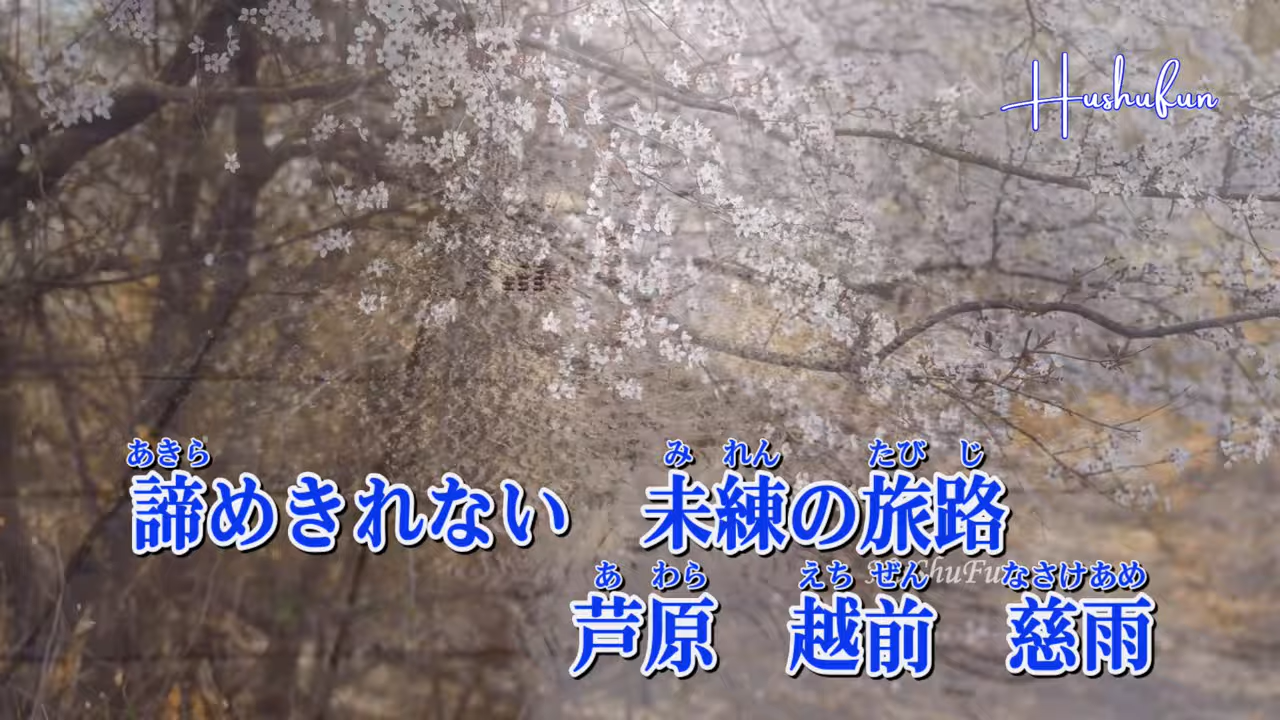 Hushufun
あきら み れん たび じ
諦めきれない 未練の旅路
あ わら えち ぜん なさけあめ
芦原 越前 慈雨